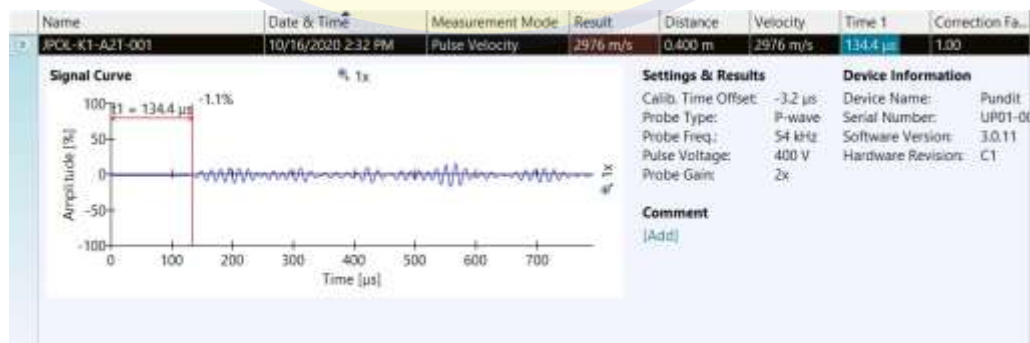 Name Date & Time Measurement Mode Result Distance Velocity Time 1 Correction Fa...
JPOL-K1-A2T-001 10/16/2020 2:32 PM Pulse Velocity 2976 m/s 0.400 m 2976 m/s 134.4 µs 1.00
Signal Curve
1x
t1 = 134.4 µs
-1.1%
Amplitude [%]
100
50
0
-50
-100
0 100 200 300 400 500 600 700
Time [µs]
1x
Settings & Results
Calib. Time Offset: -3.2 µs
Probe Type: P-wave
Probe Freq.: 54 kHz
Pulse Voltage: 400 V
Probe Gain: 2x
Comment
[Add]
Device Information
Device Name: Pundit
Serial Number: UP01-00
Software Version: 3.0.11
Hardware Revision: C1